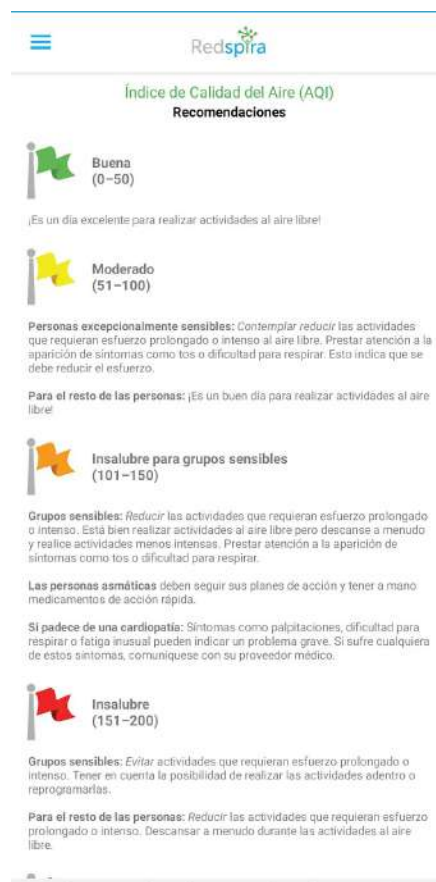 Redspira
Índice de Calidad del Aire (AQI)
Recomendaciones
Buena
(0–50)
¡Es un día excelente para realizar actividades al aire libre!
Moderado
(51–100)
Personas excepcionalmente sensibles: Contemplar reducir las actividades
que requieran esfuerzo prolongado o intenso al aire libre. Prestar atención a la
aparición de síntomas como tos o dificultad para respirar. Esto indica que se
debe reducir el esfuerzo.
Para el resto de las personas: ¡Es un buen día para realizar actividades al aire
libre!
Insalubre para grupos sensibles
(101–150)
Grupos sensibles: Reducir las actividades que requieran esfuerzo prolongado
o intenso. Está bien realizar actividades al aire libre pero descanse a menudo
y realice actividades menos intensas. Prestar atención a la aparición de
síntomas como tos o dificultad para respirar.
Las personas asmáticas deben seguir sus planes de acción y tener a mano
medicamentos de acción rápida.
Si padece de una cardiopatía: Síntomas como palpitaciones, dificultad para
respirar o fatiga inusual pueden indicar un problema grave. Si sufre cualquiera
de estos síntomas, comuníquese con su proveedor médico.
Insalubre
(151–200)
Grupos sensibles: Evitar actividades que requieran esfuerzo prolongado o
intenso. Tener en cuenta la posibilidad de realizar las actividades adentro o
reprogramarlas.
Para el resto de las personas: Reducir las actividades que requieran esfuerzo
prolongado o intenso. Descansar a menudo durante las actividades al aire
libre.